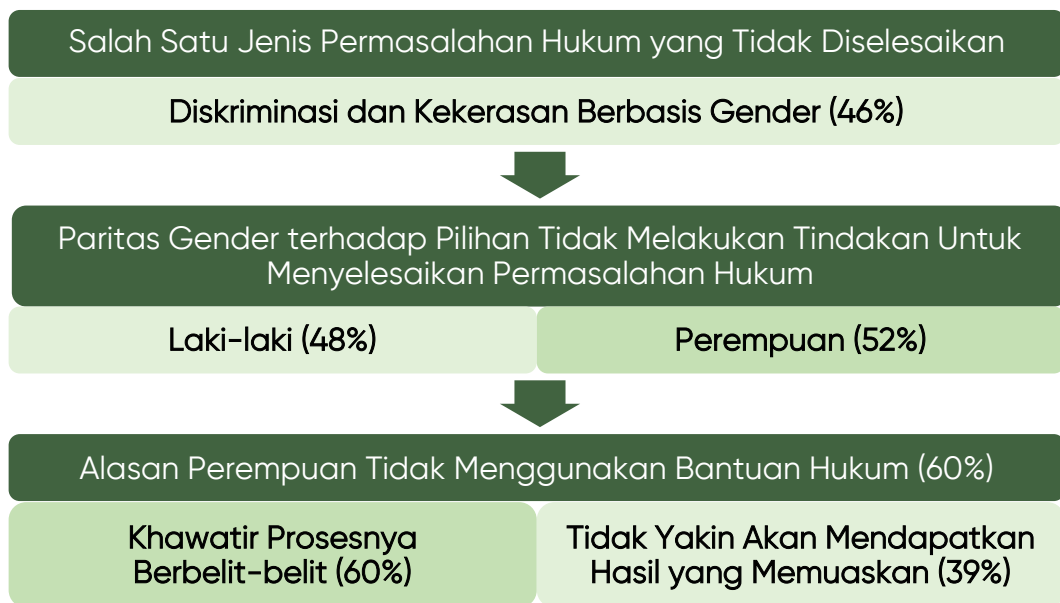 Salah Satu Jenis Permasalahan Hukum yang Tidak Diselesaikan
Diskriminasi dan Kekerasan Berbasis Gender (46%)
Paritas Gender terhadap Pilihan Tidak Melakukan Tindakan Untuk
Menyelesaikan Permasalahan Hukum
Laki-laki (48%)
Perempuan (52%)
Alasan Perempuan Tidak Menggunakan Bantuan Hukum (60%)
Khawatir Prosesnya
Berbelit-belit (60%)
Tidak Yakin Akan Mendapatkan
Hasil yang Memuaskan (39%)